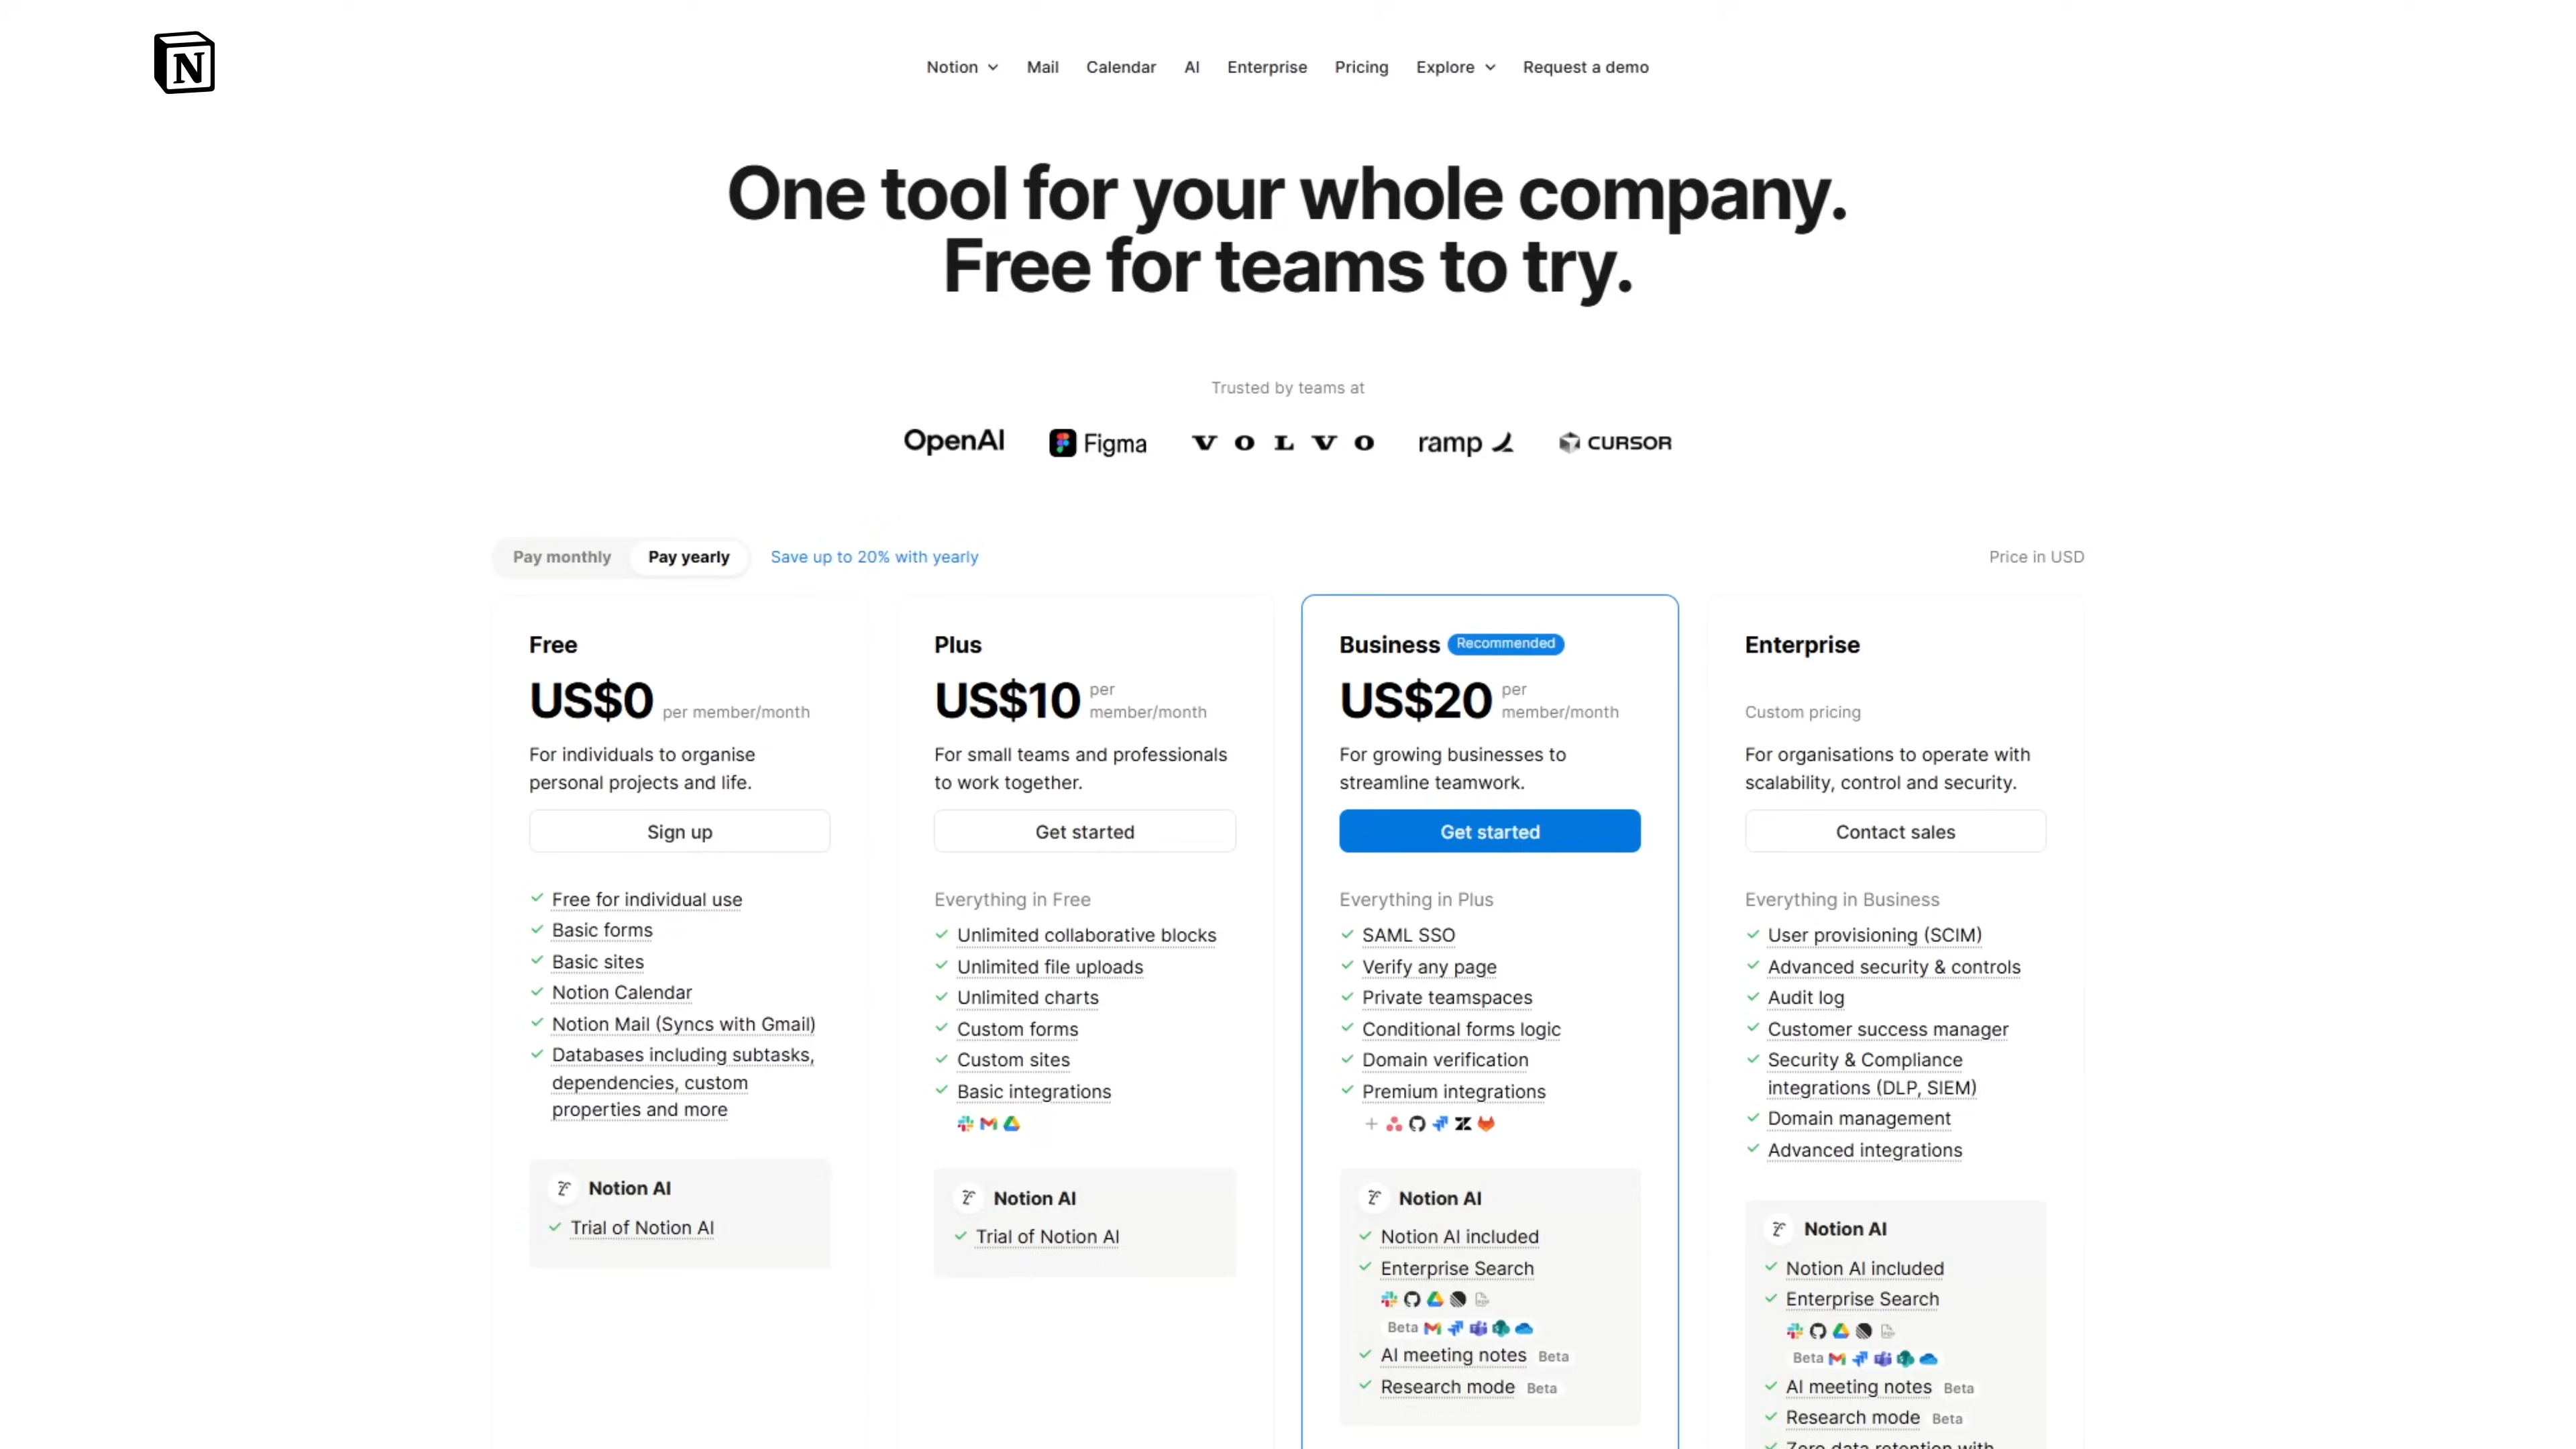 N
Notion
Mail
Calendar
AI
Enterprise
Pricing
Explore
Request a demo
One tool for your whole company.
Free for teams to try.
Trusted by teams at
OpenAI
Figma
VOLVO
ramp
CURSOR
Pay monthly
Pay yearly
Save up to 20% with yearly
Price in USD
Free
US$0 per member/month
For individuals to organise
personal projects and life.
Sign up
Free for individual use
Basic forms
Basic sites
Notion Calendar
Notion Mail (Syncs with Gmail)
Databases including subtasks,
dependencies, custom
properties and more
Notion AI
Trial of Notion AI
Plus
US$10 per
member/month
For small teams and professionals
to work together.
Get started
Everything in Free
Unlimited collaborative blocks
Unlimited file uploads
Unlimited charts
Custom forms
Custom sites
Basic integrations
Notion AI
Trial of Notion AI
Business Recommended
US$20 per
member/month
For growing businesses to
streamline teamwork.
Get started
Everything in Plus
SAML SSO
Verify any page
Private teamspaces
Conditional forms logic
Domain verification
Premium integrations
+
Notion AI
Notion AI included
Enterprise Search
Beta
AI meeting notes Beta
Research mode Beta
Enterprise
Custom pricing
For organisations to operate with
scalability, control and security.
Contact sales
Everything in Business
User provisioning (SCIM)
Advanced security & controls
Audit log
Customer success manager
Security & Compliance
integrations (DLP, SIEM)
Domain management
Advanced integrations
Notion AI
Notion AI included
Enterprise Search
Beta
AI meeting notes Beta
Research mode Beta
Zero data retention with